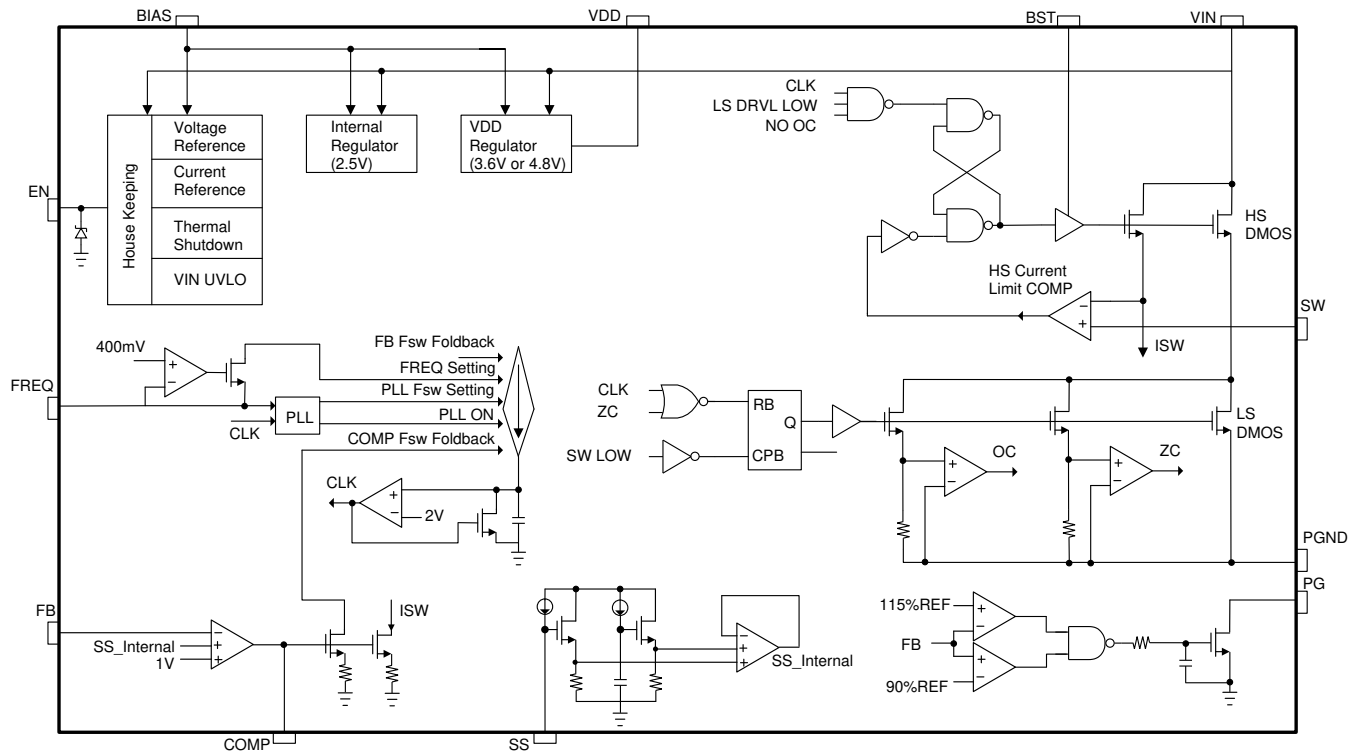 BIAS
VDD
BST
VIN
CLK
LS DRVL LOW
NO OC
Voltage
Reference
Current
Reference
Thermal
Shutdown
VIN UVLO
House Keeping
Internal
Regulator
(2.5V)
VDD
Regulator
(3.6V or 4.8V)
EN
HS
DMOS
HS Current
Limit COMP
-
+
SW
ISW
400mV
+
-
FREQ
PLL
CLK
FB Fsw Foldback
FREQ Setting
PLL Fsw Setting
PLL ON
COMP Fsw Foldback
CLK
+
-
2V
CLK
ZC
SW LOW
RB
Q
CPB
LS
DMOS
+
-
OC
+
-
ZC
PGND
PG
FB
SS_Internal
1V
-
+
+
ISW
COMP
SS
-
+
+
SS_Internal
115%REF
FB
90%REF
+
-
+
-